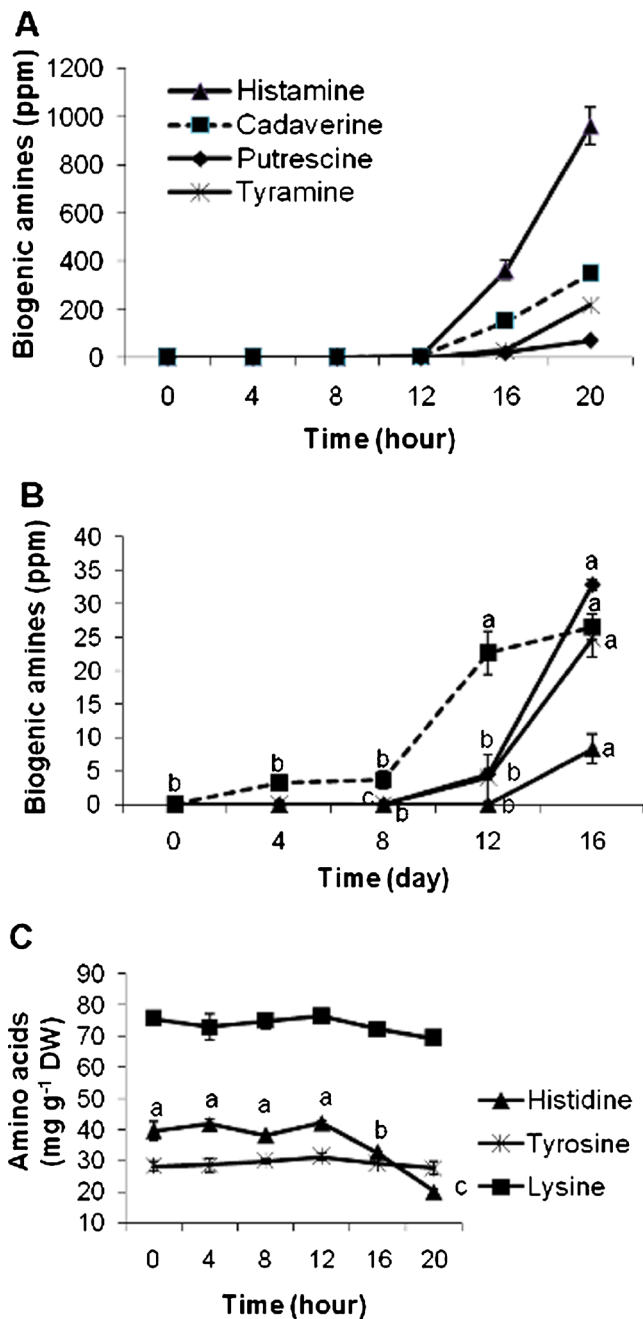 A
Biogenic amines (ppm)
1200
1000
800
600
400
200
0
Histamine
Cadaverine
Putrescine
Tyramine
0 4 8 12 16 20
Time (hour)
B
Biogenic amines (ppm)
40
35
30
25
20
15
10
5
0
b b b a a a a
b b b a
c b
0 4 8 12 16
Time (day)
C
Amino acids
(mg g-1 DW)
90
80
70
60
50
40
30
20
10
a a a a b c
Histidine
Tyrosine
Lysine
0 4 8 12 16 20
Time (hour)